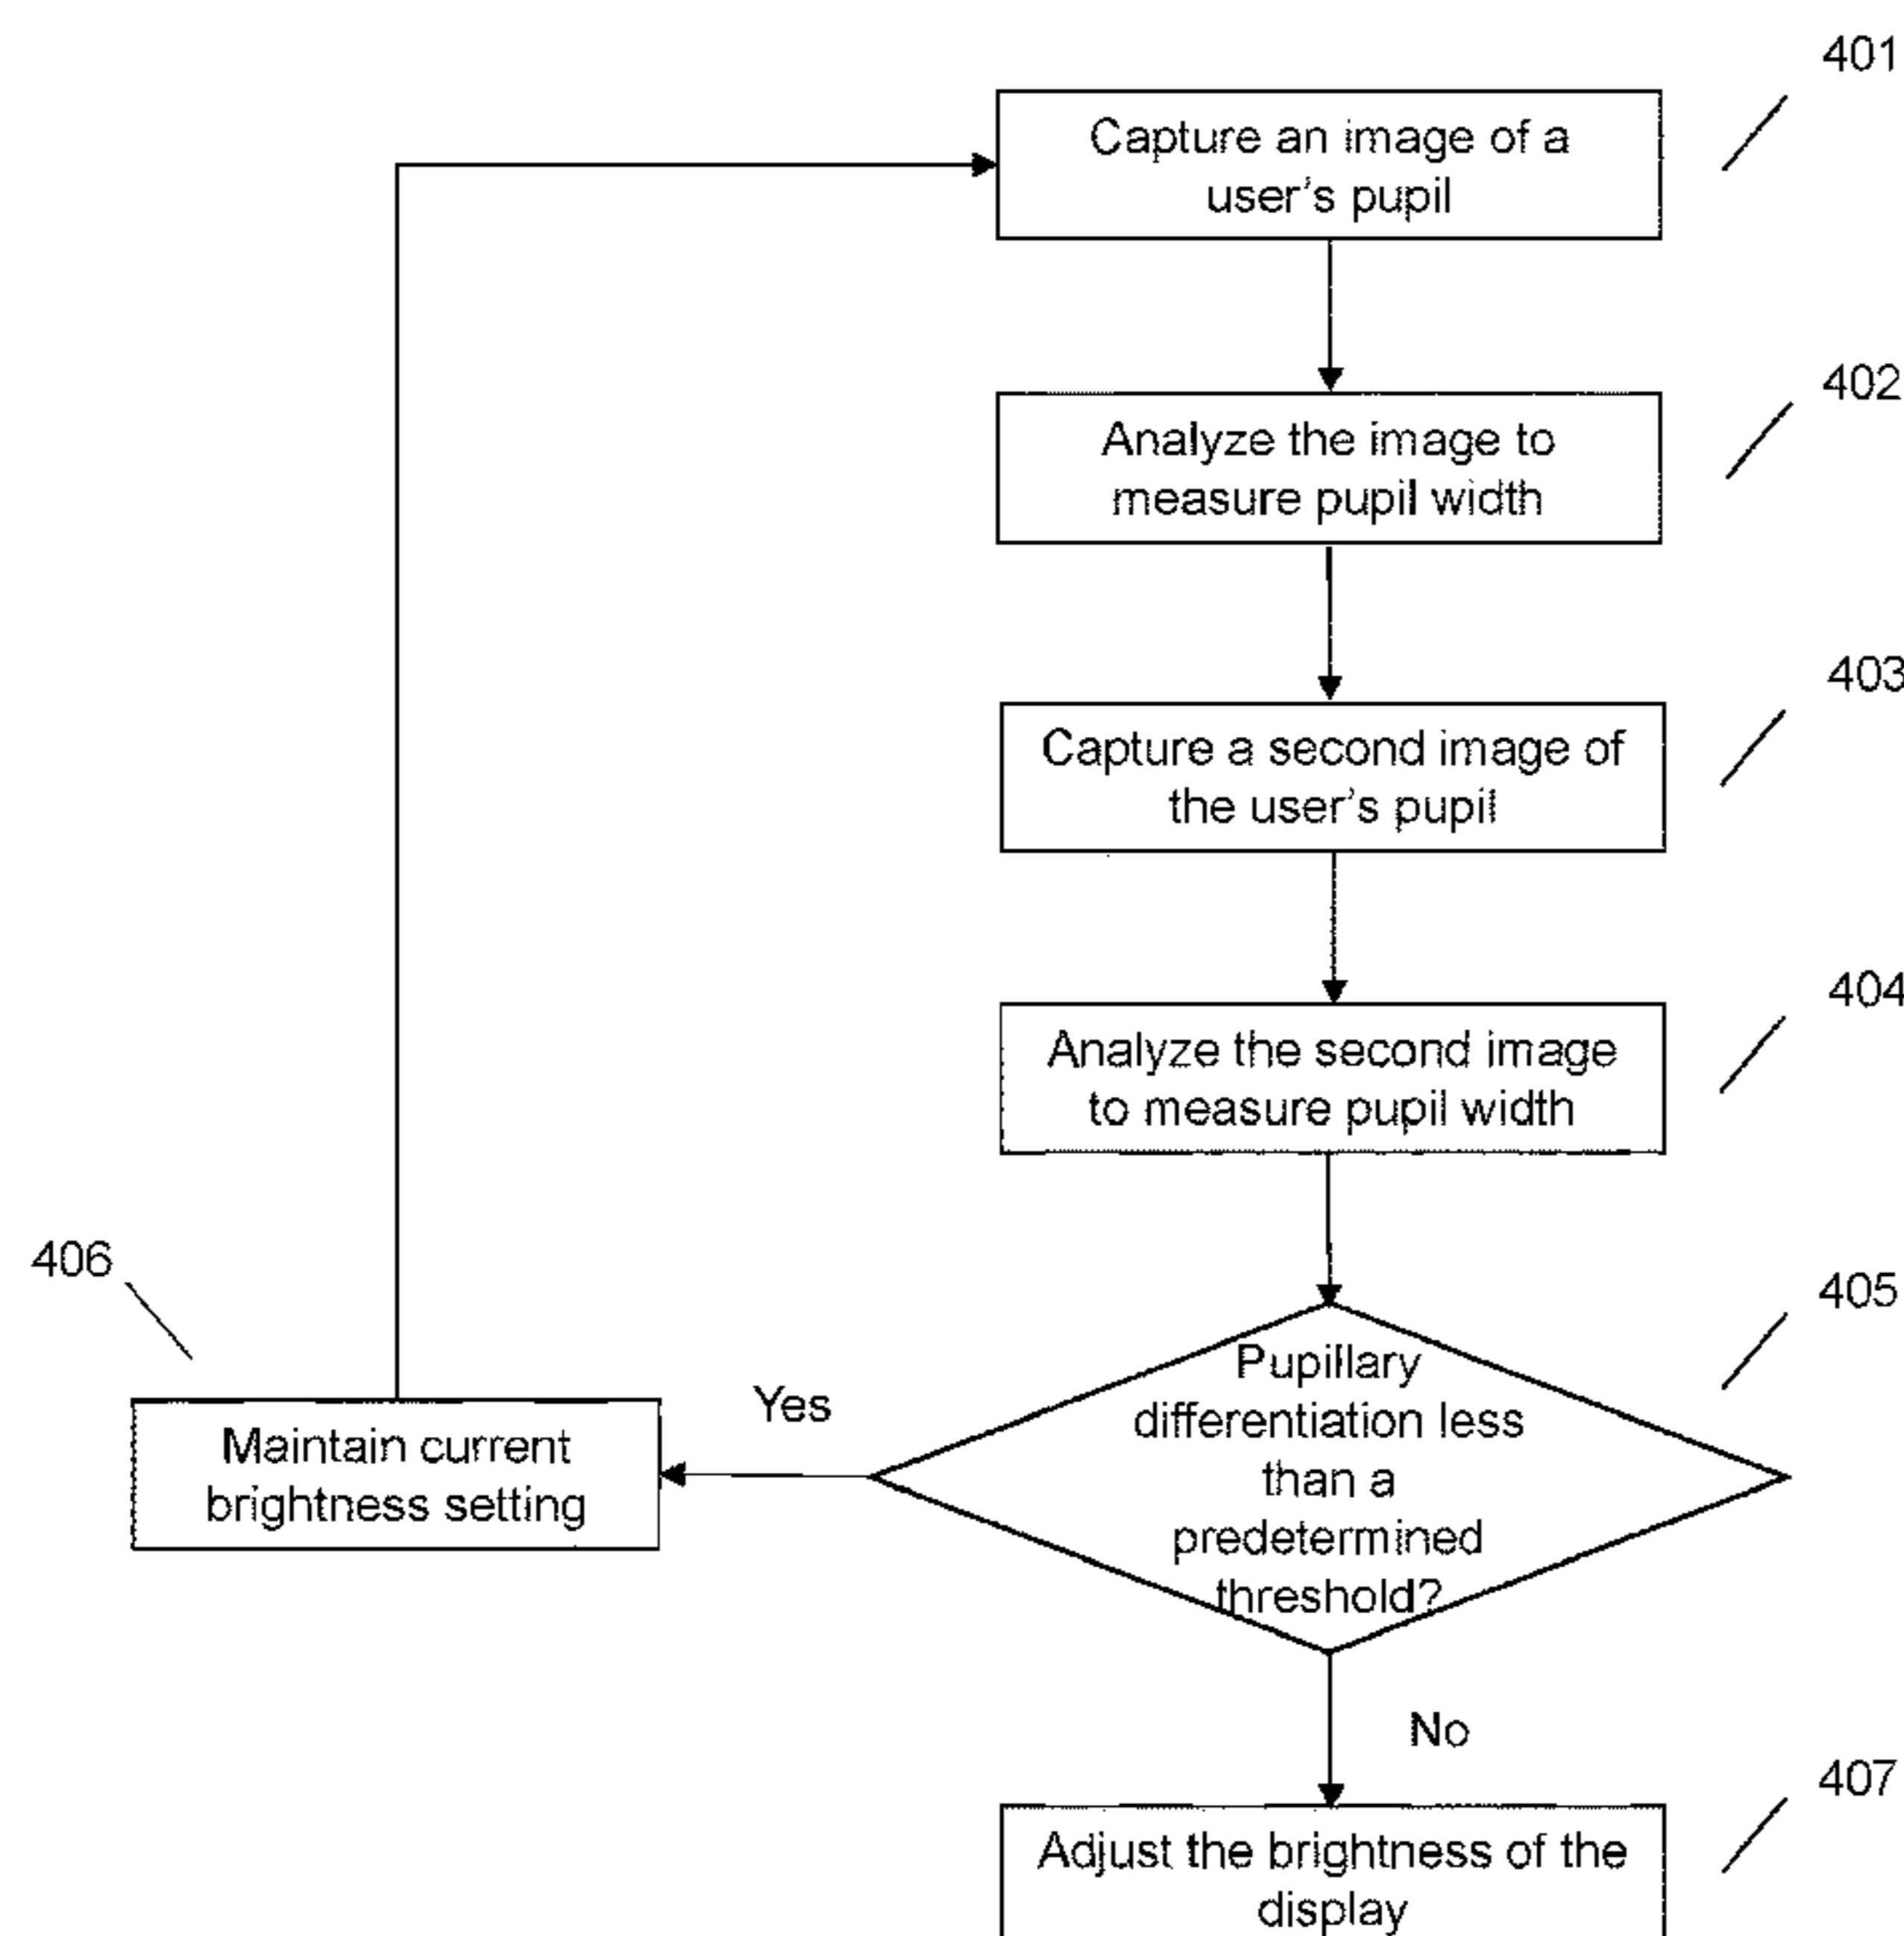 401
Capture an image of a
user's pupil
402
Analyze the image to
measure pupil width
403
Capture a second image of
the user's pupil
404
Analyze the second image
to measure pupil width
406
405
Yes
Pupillary
differentiation less
than a
predetermined
threshold?
Maintain current
brightness setting
No
407
Adjust the brightness of the
display